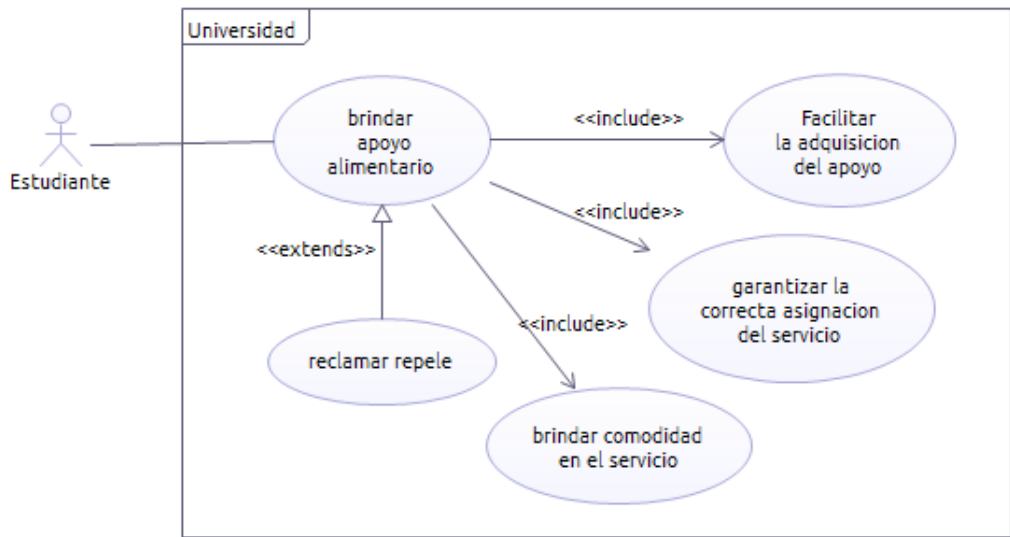 Universidad
Estudiante
brindar
apoyo
alimentario
<<include>>
Facilitar
la adquisicion
del apoyo
<<include>>
<<extends>>
garantizar la
correcta asignacion
del servicio
<<include>>
reclamar repele
brindar comodidad
en el servicio